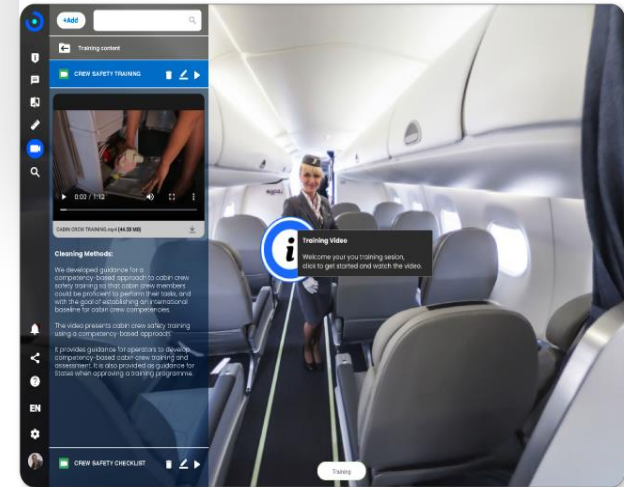 +Add
Training content
CREW SAFETY TRAINING
0:02 / 1:12
CABIN CREW TRAINING.mp4 (44.33 MB)
Cleaning Methods:
We developed guidance for a
competency-based approach to cabin crew
safety training so that cabin crew members
could be proficient to perform their tasks, and
with the goal of establishing an international
baseline for cabin crew competencies.
The video presents cabin crew safety training
using a competency-based approach.
It provides guidance for operators to develop
competency-based cabin crew training and
assessment. It is also provided as guidance for
States when approving a training programme.
EN
CREW SAFETY CHECKLIST
i
Training Video
Welcome your you training sesion,
click to get started and watch the video.
Training